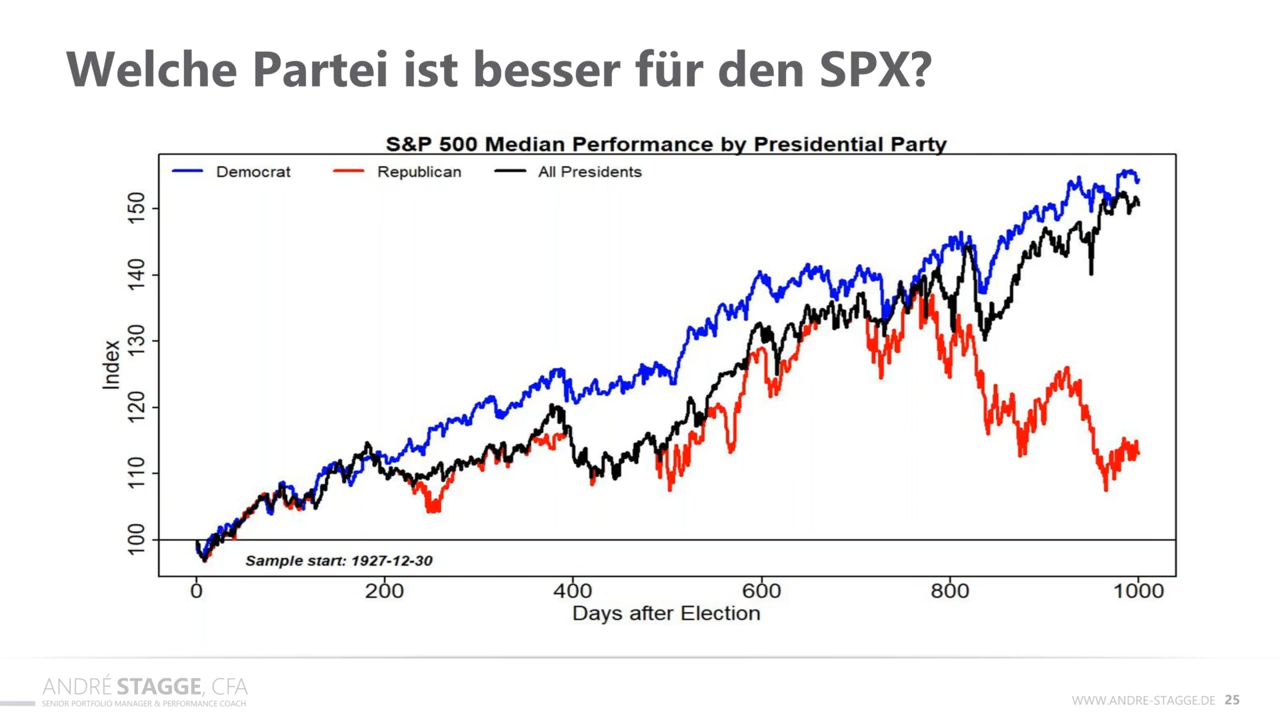 Welche Partei ist besser für den SPX?
S&P 500 Median Performance by Presidential Party
Democrat Republican All Presidents
Index
150
140
130
120
110
100
Sample start: 1927-12-30
0 200 400 600 800 1000
Days after Election
ANDRÉ STAGGE, CFA
SENIOR PORTFOLIO MANAGER & PERFORMANCE COACH
WWW.ANDRE-STAGGE.DE 25